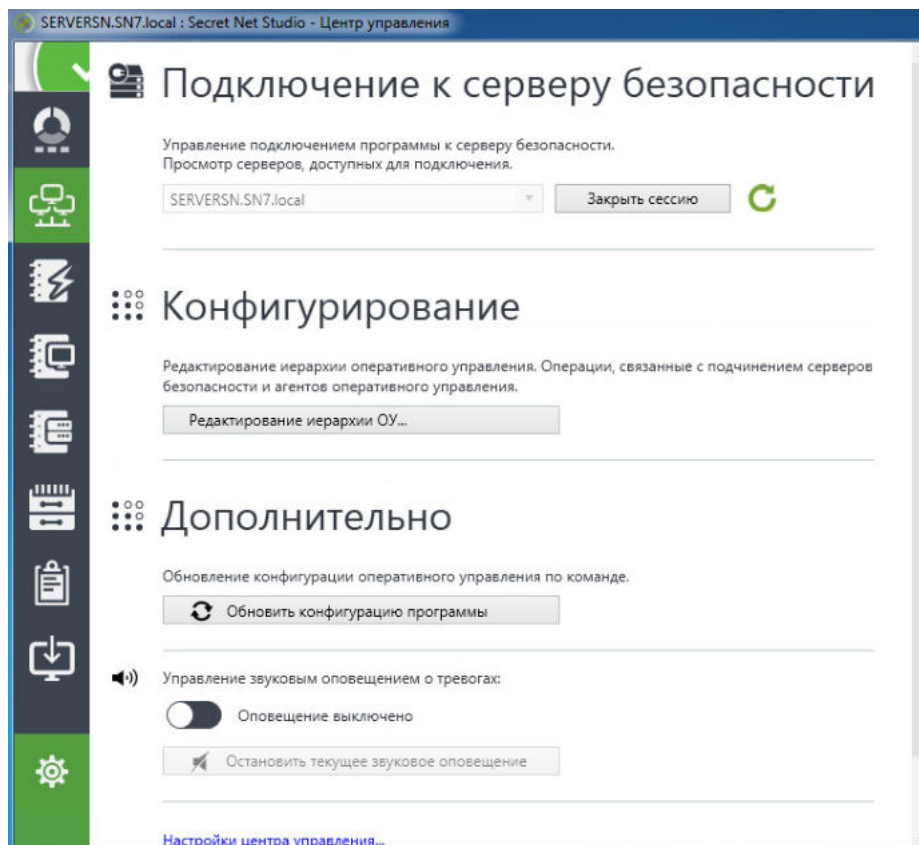 SERVERSN.SN7.local : Secret Net Studio - Центр управления
Подключение к серверу безопасности
Управление подключением программы к серверу безопасности.
Просмотр серверов, доступных для подключения.
SERVERSN.SN7.local
Закрыть сессию
Конфигурирование
Редактирование иерархии оперативного управления. Операции, связанные с подчинением серверов
безопасности и агентов оперативного управления.
Редактирование иерархии ОУ...
Дополнительно
Обновление конфигурации оперативного управления по команде.
Обновить конфигурацию программы
Управление звуковым оповещением о тревогах:
Оповещение выключено
Остановить текущее звуковое оповещение
Настройки центра управления...